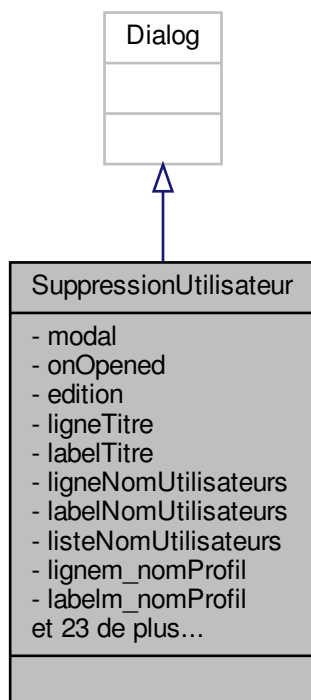 Dialog
SuppressionUtilisateur
- modal
- onOpened
- edition
- ligneTitre
- labelTitre
- ligneNomUtilisateurs
- labelNomUtilisateurs
- listeNomUtilisateurs
- lignem_nomProfil
- labelm_nomProfil
et 23 de plus...